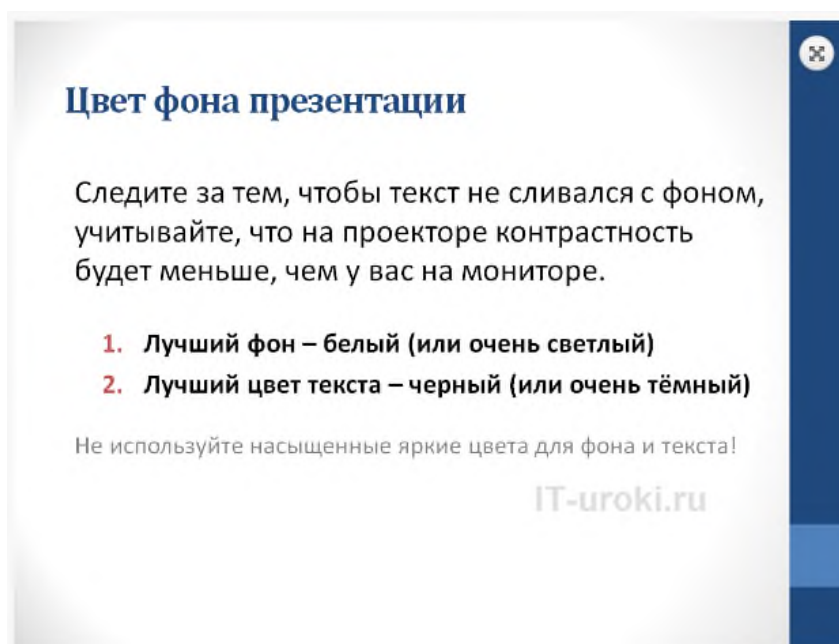 Цвет фона презентации
Следите за тем, чтобы текст не сливался с фоном,
учитывайте, что на проекторе контрастность
будет меньше, чем у вас на мониторе.
1. Лучший фон – белый (или очень светлый)
2. Лучший цвет текста – черный (или очень тёмный)
Не используйте насыщенные яркие цвета для фона и текста!
IT-uroki.ru